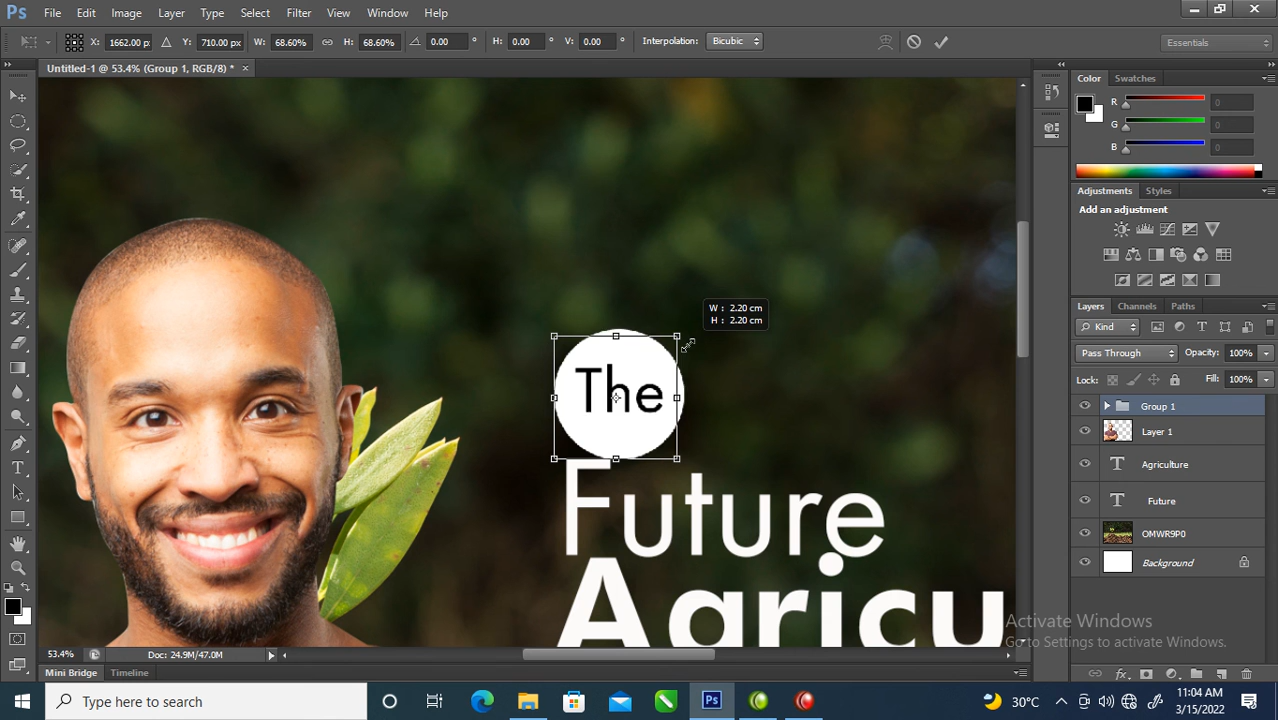 Ps File Edit Image Layer Type Select Filter View Window Help
X: 1662.00 px Y: 710.00 px W: 68.60% H: 68.60% 0.00 ° H: 0.00 ° V: 0.00 ° Interpolation: Bicubic Essentials
Untitled-1 @ 53.4% (Group 1, RGB/8) * ×
Color Swatches
R 0
G 0
B 0
Adjustments Styles
Add an adjustment
W : 2.20 cm
H : 2.20 cm
The
Future
Agricu
Layers Channels Paths
Kind
Pass Through Opacity: 100%
Lock: Fill: 100%
Group 1
Layer 1
T Agriculture
T Future
OMWR9P0
Background
Activate Windows
Go to Settings to activate Windows.
53.4% Doc: 24.9M/47.0M
Mini Bridge Timeline
Type here to search
Ps
30°C
11:04 AM
3/15/2022